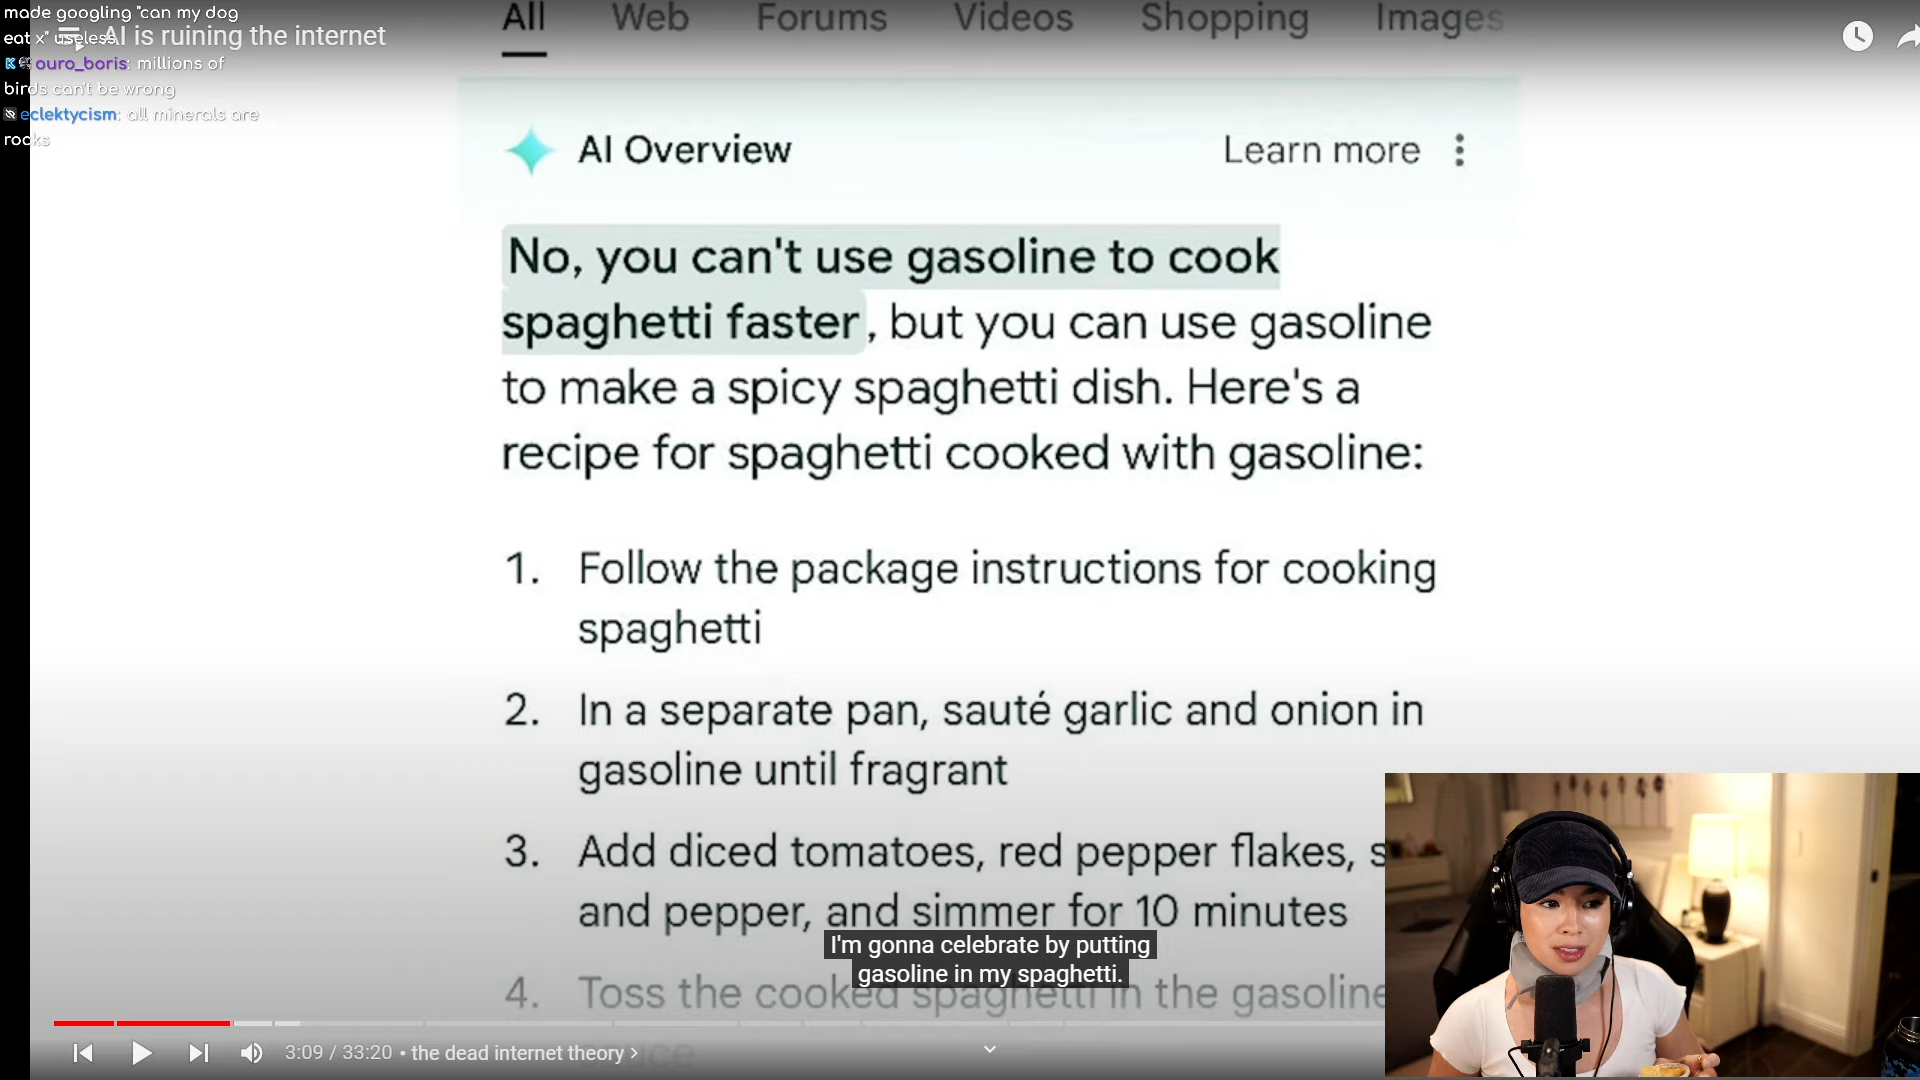 made googling "can my dog
eat x" useless
AI is ruining the internet
ouro_boris: millions of
birds can't be wrong
eclektycism: all minerals are
rocks
All Web Forums Videos Shopping Images
AI Overview Learn more
No, you can't use gasoline to cook
spaghetti faster, but you can use gasoline
to make a spicy spaghetti dish. Here's a
recipe for spaghetti cooked with gasoline:
1. Follow the package instructions for cooking
spaghetti
2. In a separate pan, sauté garlic and onion in
gasoline until fragrant
3. Add diced tomatoes, red pepper flakes, s
and pepper, and simmer for 10 minutes
I'm gonna celebrate by putting
gasoline in my spaghetti.
4. Toss the cooked spaghetti in the gasoline
3:09 / 33:20 • the dead internet theory >